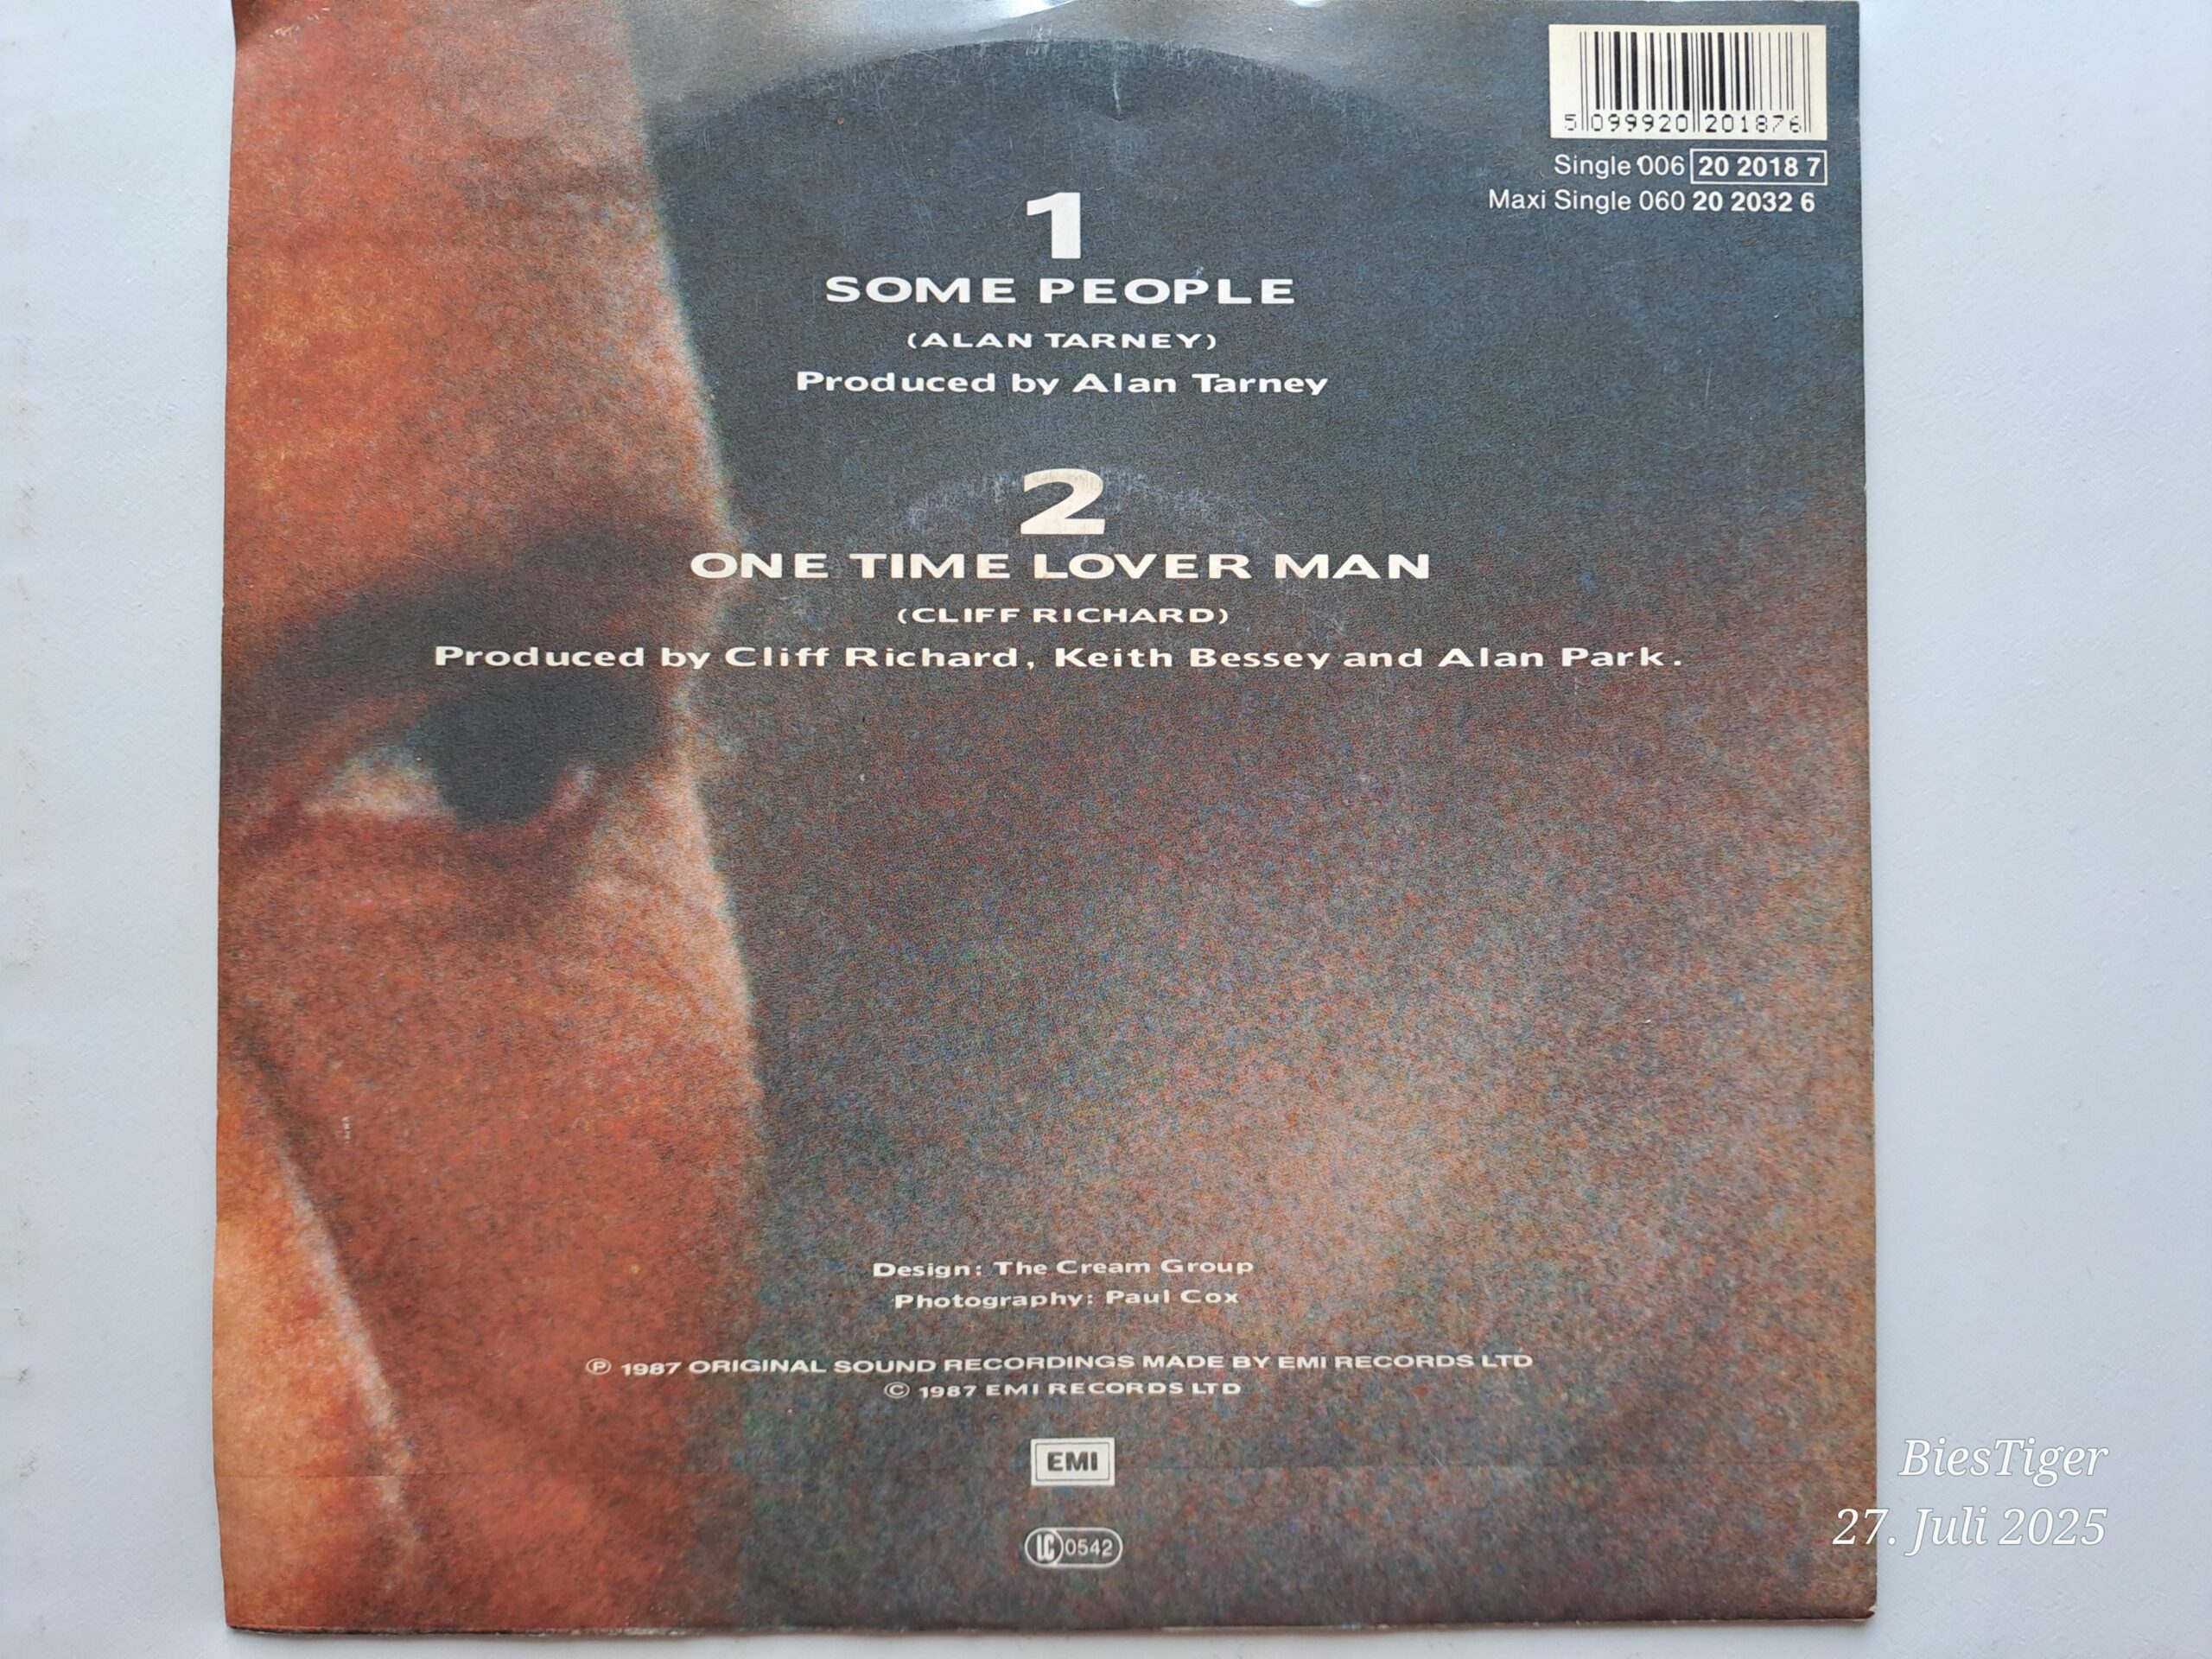 5 099920 201876
Single 006 20 2018 7
Maxi Single 060 20 2032 6
1
SOME PEOPLE
(ALAN TARNEY)
Produced by Alan Tarney
2
ONE TIME LOVER MAN
(CLIFF RICHARD)
Produced by Cliff Richard, Keith Bessey and Alan Park.
Design: The Cream Group
Photography: Paul Cox
℗ 1987 ORIGINAL SOUND RECORDINGS MADE BY EMI RECORDS LTD
© 1987 EMI RECORDS LTD
EMI
LC 0542
BiesTiger
27. Juli 2025